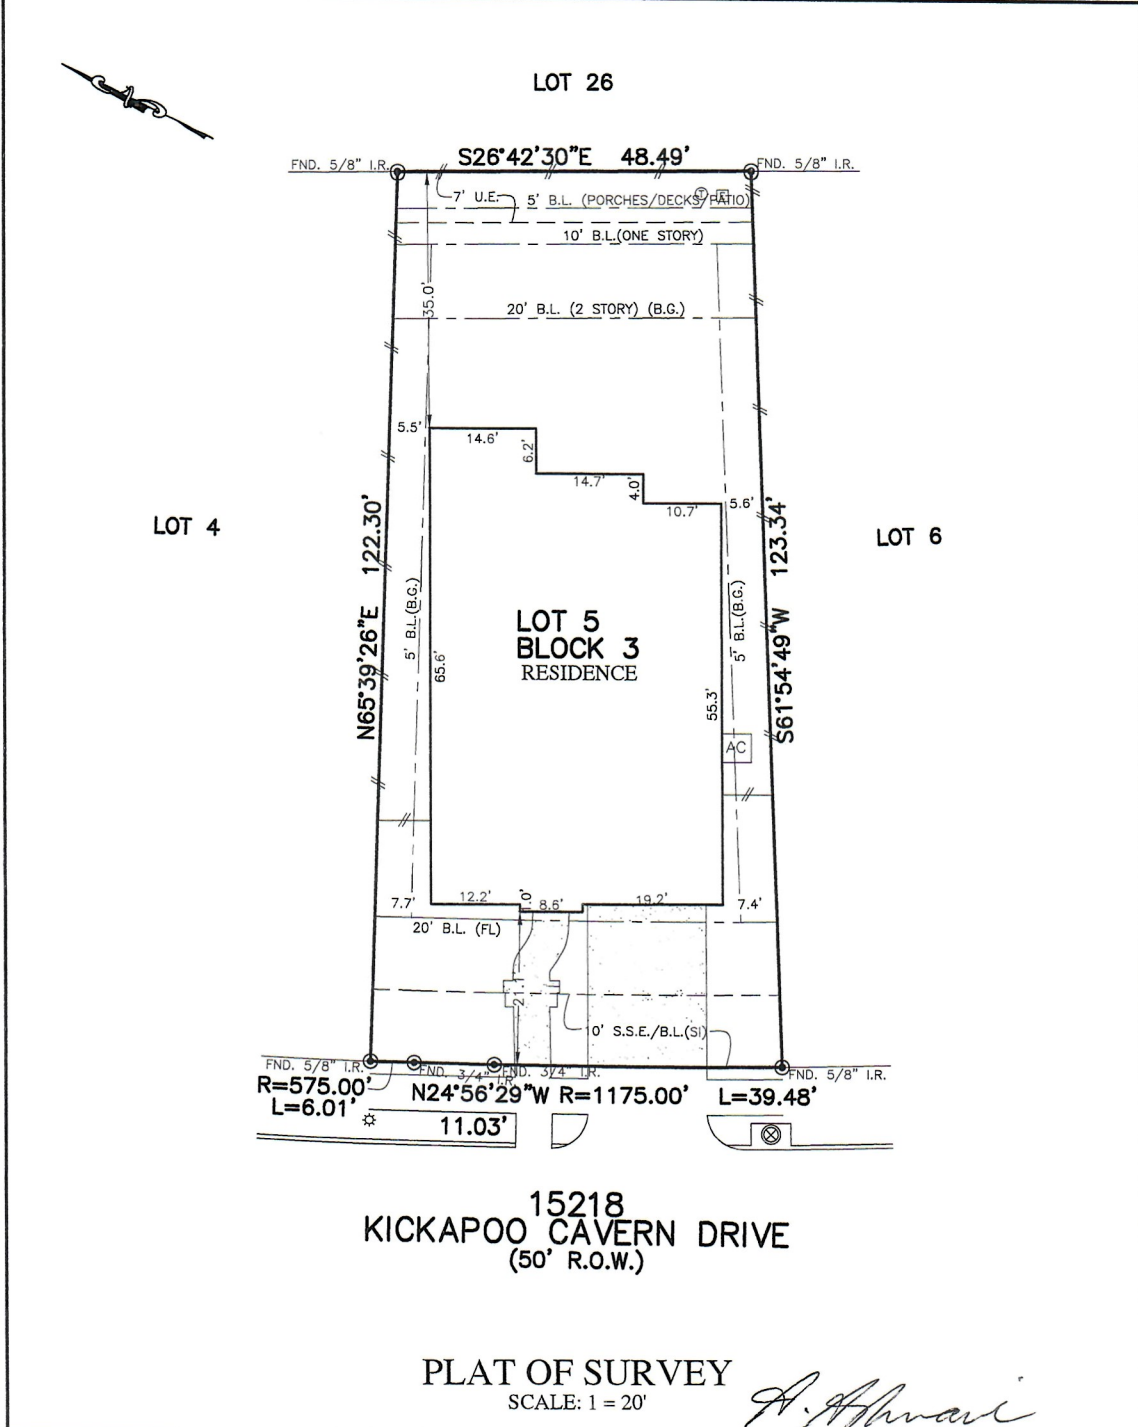 LOT 26
S26°42'30"E 48.49'
FND. 5/8" I.R.
FND. 5/8" I.R.
7' U.E.
5' B.L. (PORCHES/DECKS/PATIO)
T
E
10' B.L.(ONE STORY)
35.0'
20' B.L. (2 STORY) (B.G.)
5.5'
14.6'
6.2'
14.7'
4.0'
10.7'
5.6'
LOT 4
N65°39'26"E 122.30'
5' B.L.(B.G.)
65.6'
LOT 5
BLOCK 3
RESIDENCE
55.3'
5' B.L.(B.G.)
S61°54'49"W 123.34'
LOT 6
AC
7.7'
12.2'
1.0'
8.6'
19.2'
7.4'
20' B.L. (FL)
21.1'
10' S.S.E./B.L.(SI)
FND. 5/8" I.R.
FND. 3/4" I.R.
FND. 3/4" I.R.
FND. 5/8" I.R.
R=575.00'
L=6.01'
N24°56'29"W
11.03'
R=1175.00' L=39.48'
15218
KICKAPOO CAVERN DRIVE
(50' R.O.W.)
PLAT OF SURVEY
SCALE: 1 = 20'